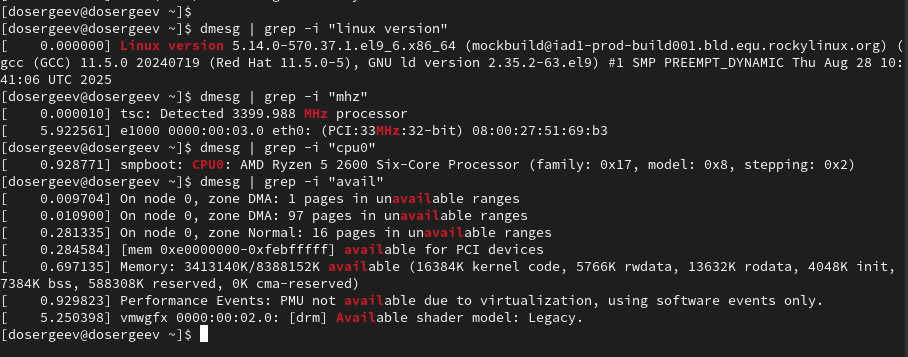 [dosergeev@dosergeev ~]$
[dosergeev@dosergeev ~]$ dmesg | grep -i "linux version"
[    0.000000] Linux version 5.14.0-570.37.1.el9_6.x86_64 (mockbuild@iad1-prod-build001.bld.equ.rockylinux.org) (
gcc (GCC) 11.5.0 20240719 (Red Hat 11.5.0-5), GNU ld version 2.35.2-63.el9) #1 SMP PREEMPT_DYNAMIC Thu Aug 28 10:
41:06 UTC 2025
[dosergeev@dosergeev ~]$ dmesg | grep -i "mhz"
[    0.000010] tsc: Detected 3399.988 MHz processor
[    5.922561] e1000 0000:00:03.0 eth0: (PCI:33MHz:32-bit) 08:00:27:51:69:b3
[dosergeev@dosergeev ~]$ dmesg | grep -i "cpu0"
[    0.928771] smpboot: CPU0: AMD Ryzen 5 2600 Six-Core Processor (family: 0x17, model: 0x8, stepping: 0x2)
[dosergeev@dosergeev ~]$ dmesg | grep -i "avail"
[    0.009704] On node 0, zone DMA: 1 pages in unavailable ranges
[    0.010900] On node 0, zone DMA: 97 pages in unavailable ranges
[    0.281335] On node 0, zone Normal: 16 pages in unavailable ranges
[    0.284584] [mem 0xe0000000-0xfebfffff] available for PCI devices
[    0.697135] Memory: 3413140K/8388152K available (16384K kernel code, 5766K rwdata, 13632K rodata, 4048K init,
7384K bss, 588308K reserved, 0K cma-reserved)
[    0.929823] Performance Events: PMU not available due to virtualization, using software events only.
[    5.250398] vmwgfx 0000:00:02.0: [drm] Available shader model: Legacy.
[dosergeev@dosergeev ~]$